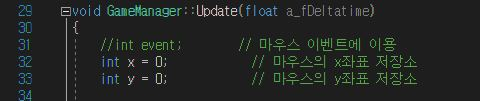 29 void GameManager::Update(float a_fDeltatime)
30 {
31 //int event; // 마우스 이벤트에 이용
32 int x = 0; // 마우스의 x좌표 저장소
33 int y = 0; // 마우스의 y좌표 저장소